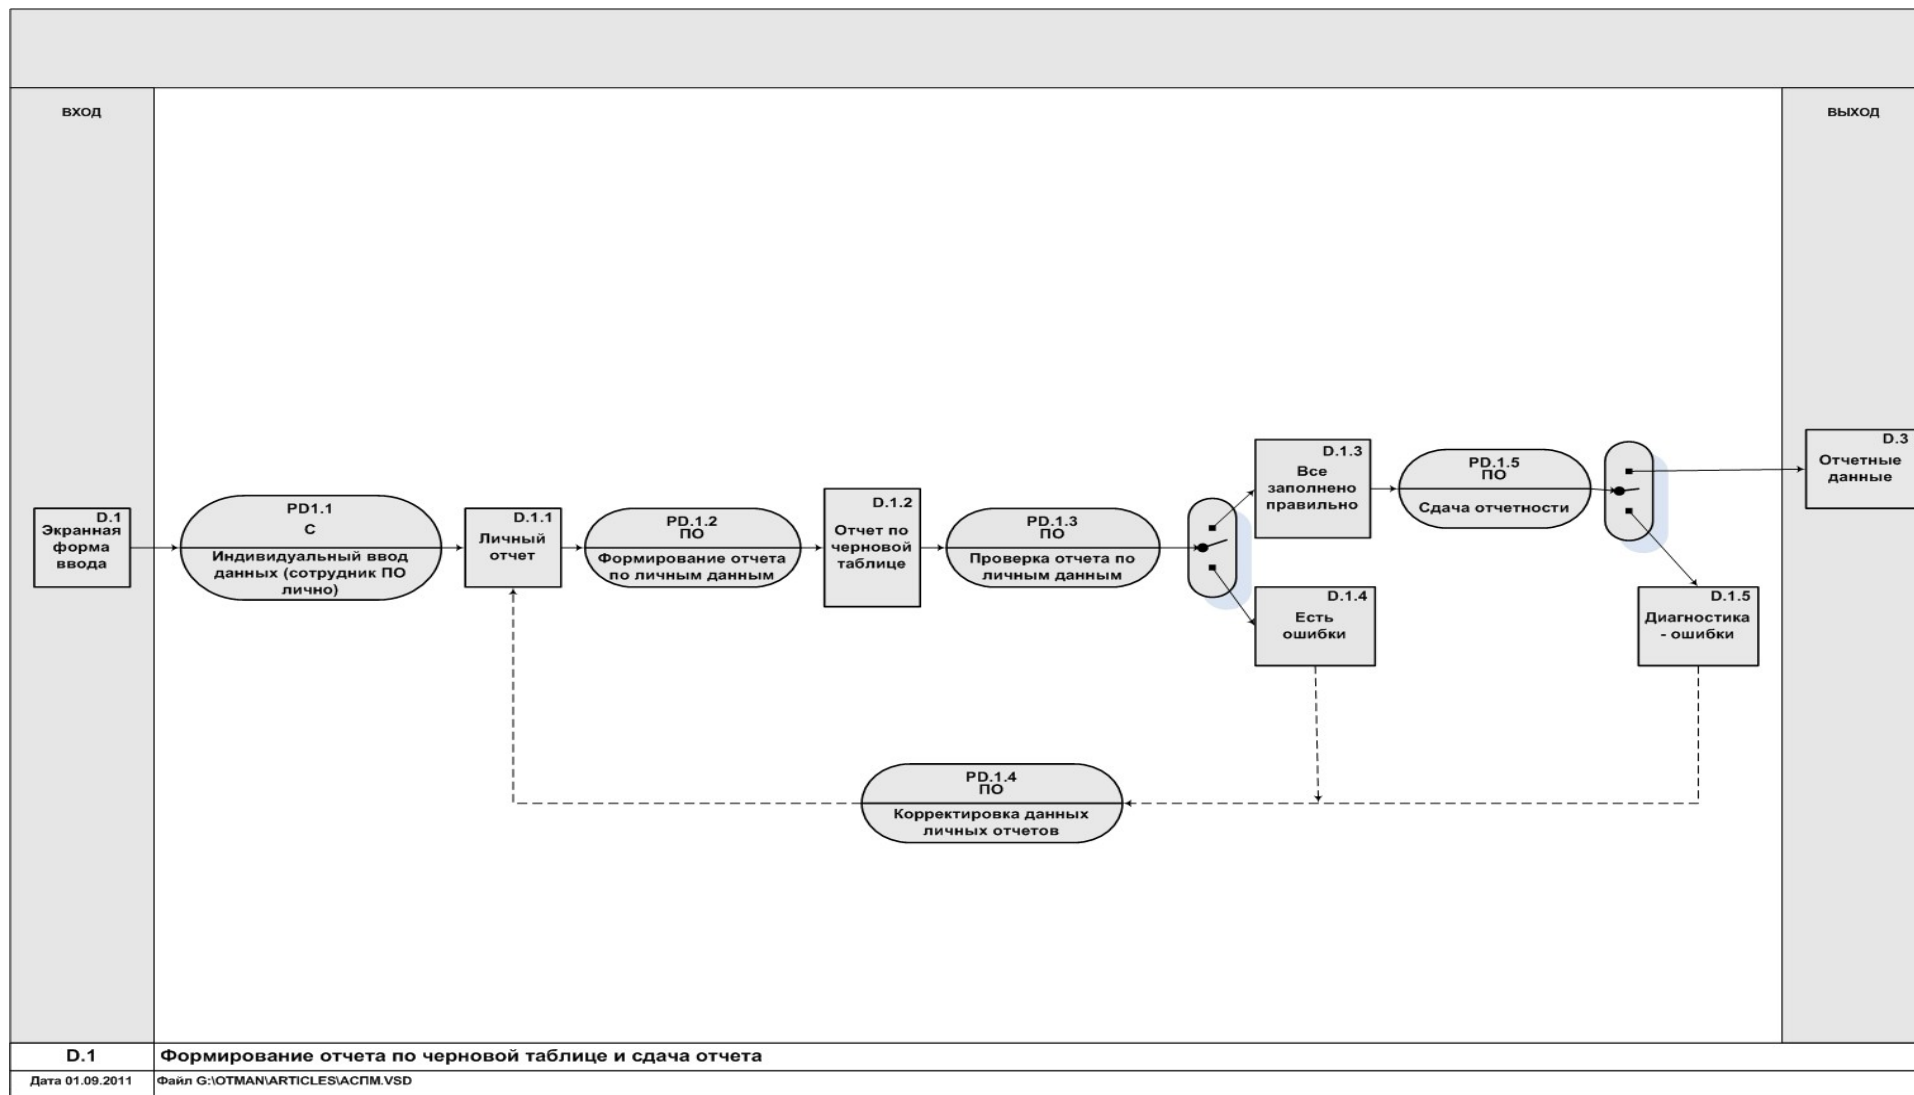 ВХОД
ВЫХОД
D.1
Экранная
форма
ввода
PD1.1
С
Индивидуальный ввод
данных (сотрудник ПО
лично)
D.1.1
Личный
отчет
PD.1.2
ПО
Формирование отчета
по личным данным
D.1.2
Отчет по
черновой
таблице
PD.1.3
ПО
Проверка отчета по
личным данным
D.1.3
Все
заполнено
правильно
D.1.4
Есть
ошибки
PD.1.5
ПО
Сдача отчетности
D.3
Отчетные
данные
D.1.5
Диагностика
- ошибки
PD.1.4
ПО
Корректировка данных
личных отчетов
D.1
Формирование отчета по черновой таблице и сдача отчета
Дата 01.09.2011
Файл G:\OTMAN\ARTICLES\АСПМ.VSD